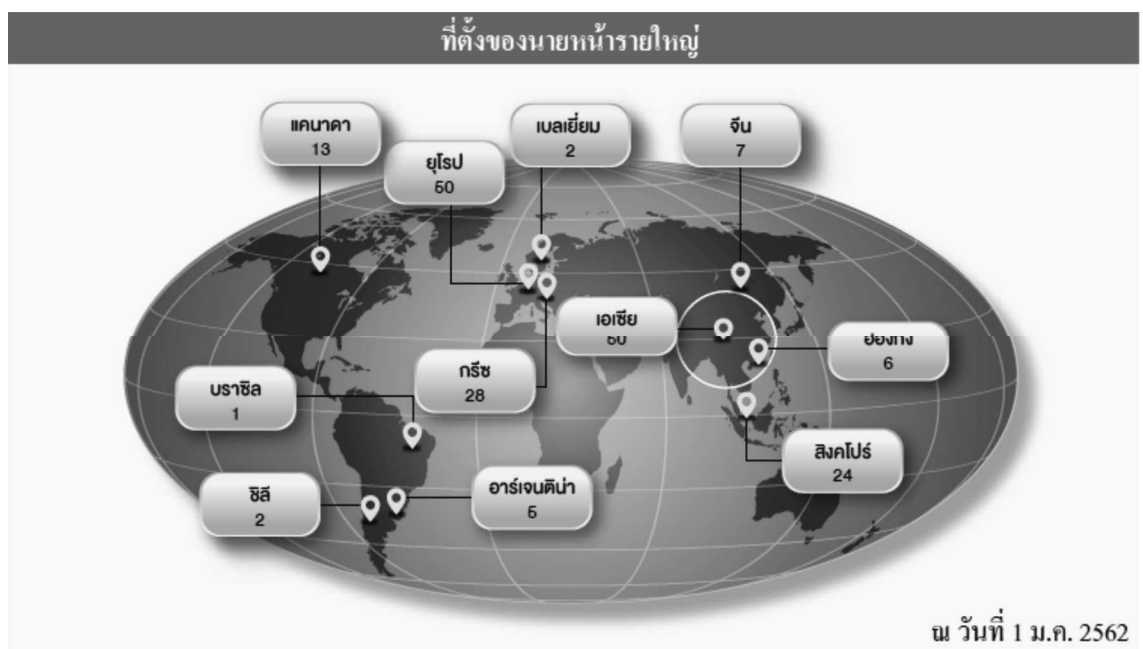 ที่ตั้งของนายหน้ารายใหญ่
แคนาดา
13
ยุโรป
50
เบลเยี่ยม
2
จีน
7
เอเชีย
60
ฮ่องกง
6
กรีซ
28
บราซิล
1
สิงคโปร์
24
ชิลี
2
อาร์เจนติน่า
5
ณ วันที่ 1 ม.ค. 2562